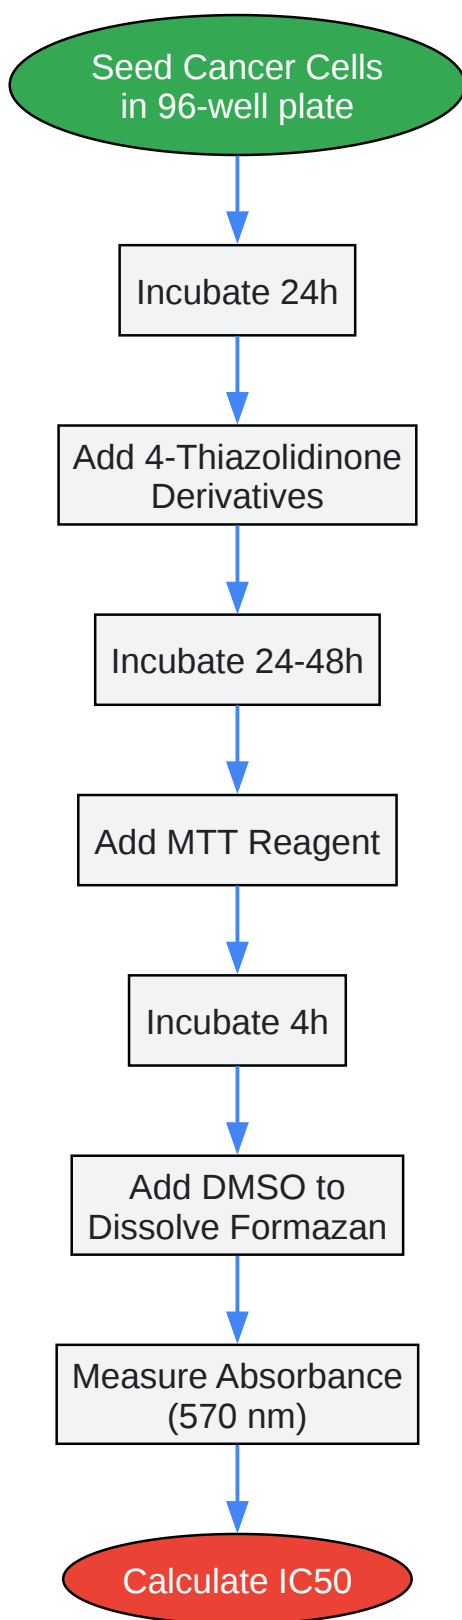 Seed Cancer Cells
in 96-well plate
Incubate 24h
Add 4-Thiazolidinone
Derivatives
Incubate 24-48h
Add MTT Reagent
Incubate 4h
Add DMSO to
Dissolve Formazan
Measure Absorbance
(570 nm)
Calculate IC50